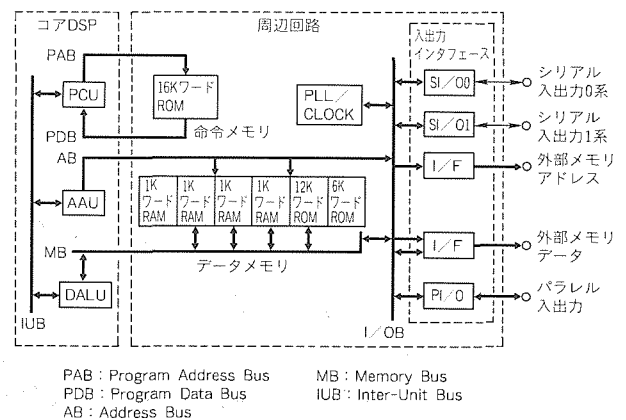 コアDSP
周辺回路
PAB
PCU
PDB
AB
AAU
MB
DALU
IUB
16Kワード
ROM
命令メモリ
PLL/
CLOCK
1K
ワード
RAM
1K
ワード
RAM
1K
ワード
RAM
1K
ワード
RAM
12K
ワード
ROM
6K
ワード
ROM
データメモリ
I/OB
入出力
インタフェース
SI/O0
SI/O1
I/F
I/F
PI/O
シリアル
入出力0系
シリアル
入出力1系
外部メモリ
アドレス
外部メモリ
データ
パラレル
入出力
PAB : Program Address Bus
PDB : Program Data Bus
AB : Address Bus
MB : Memory Bus
IUB : Inter-Unit Bus